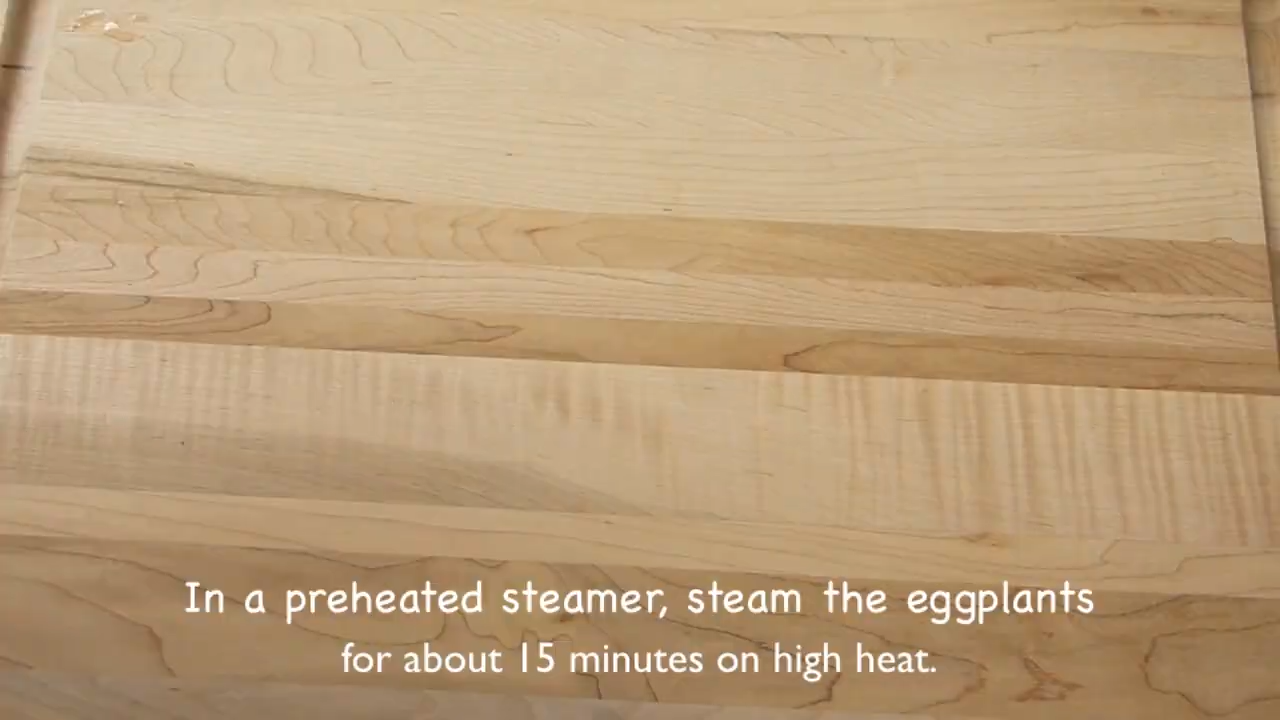 In a preheated steamer, steam the eggplants
for about 15 minutes on high heat.